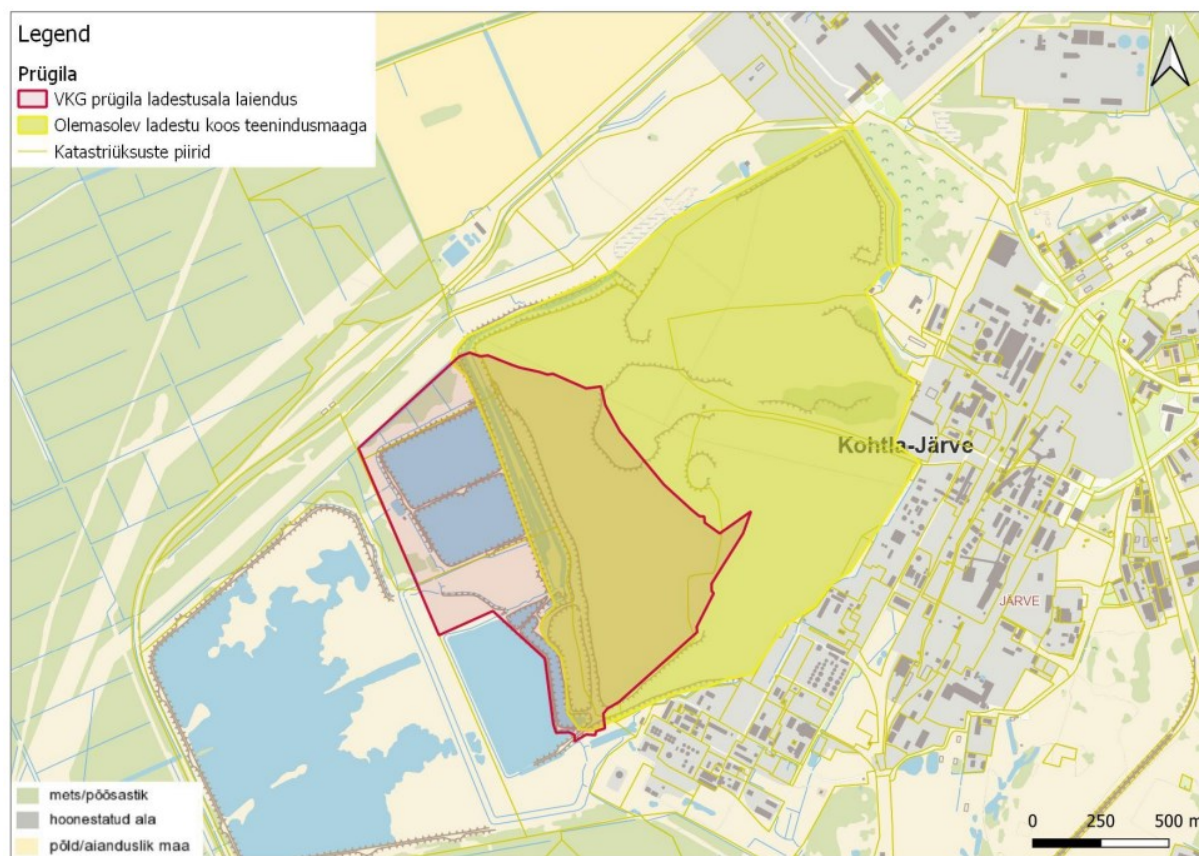 Legend
Prügila
VKG prügila ladestusala laiendus
Olemasolev ladestu koos teenindusmaaga
Katastriüksuste piirid
N
Kohtla-Järve
JÄRVE
mets/põõsastik
hoonestatud ala
põld/aianduslik maa
0 250 500 m